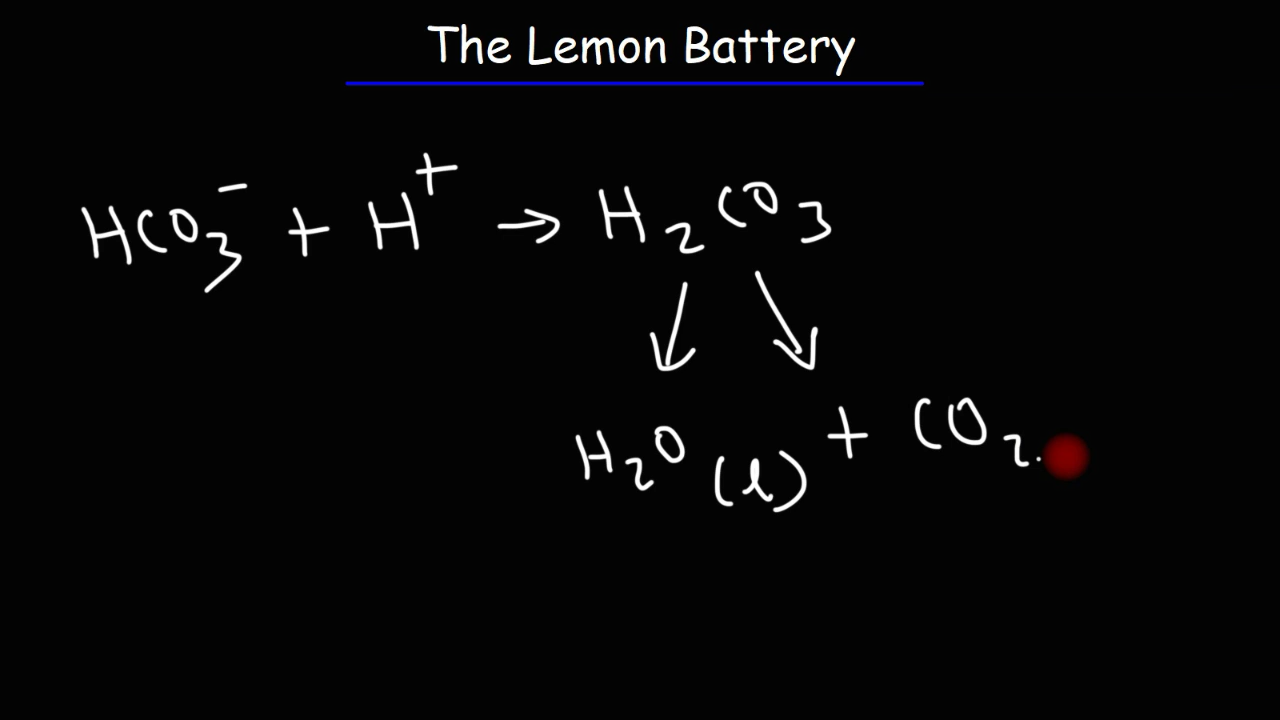 The Lemon Battery
HCO₃⁻ + H⁺ → H₂CO₃
H₂O (l) + CO₂